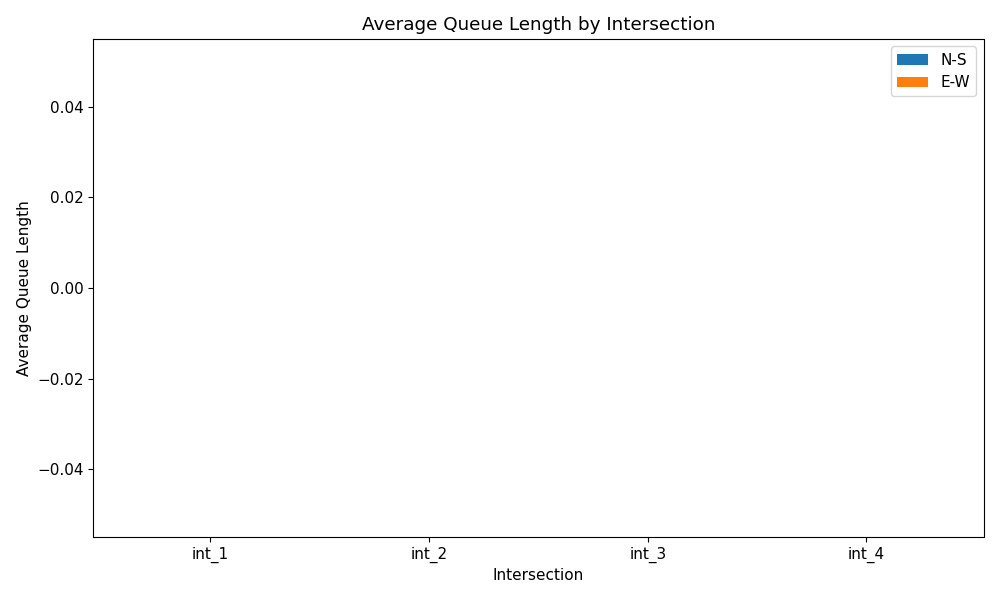 Average Queue Length by Intersection
N-S
E-W
0.04
0.02
0.00
−0.02
−0.04
Average Queue Length
int_1
int_2
int_3
int_4
Intersection